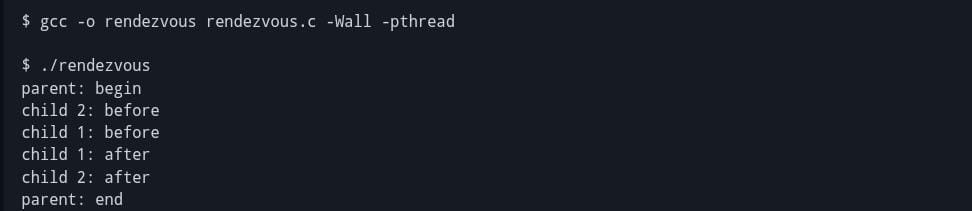 $ gcc -o rendezvous rendezvous.c -Wall -pthread
$ ./rendezvous
parent: begin
child 2: before
child 1: before
child 1: after
child 2: after
parent: end